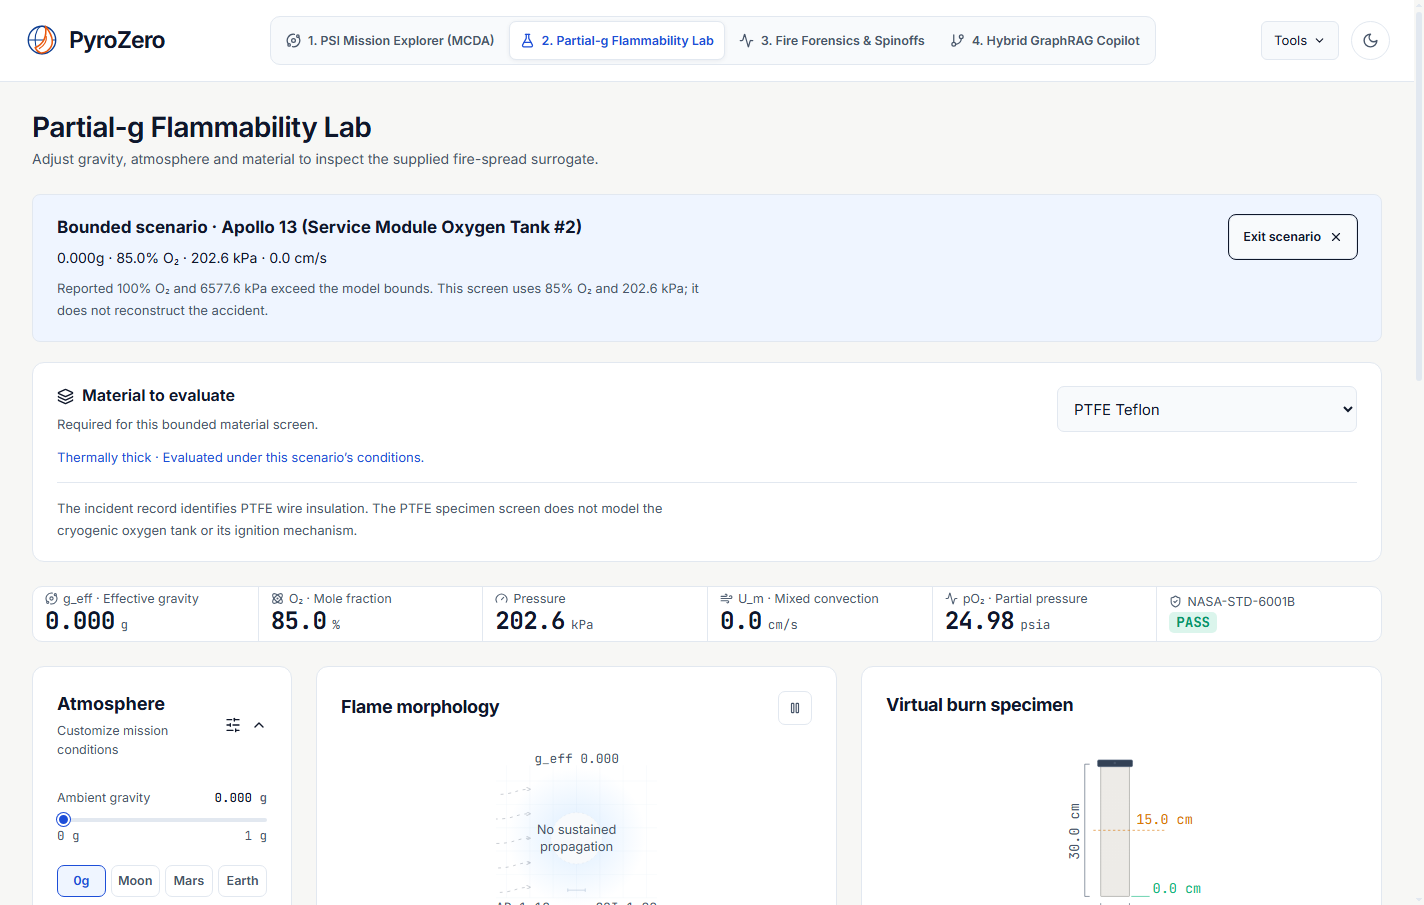 PyroZero
1. PSI Mission Explorer (MCDA)
2. Partial-g Flammability Lab
3. Fire Forensics & Spinoffs
4. Hybrid GraphRAG Copilot
Tools
Partial-g Flammability Lab
Adjust gravity, atmosphere and material to inspect the supplied fire-spread surrogate.
Bounded scenario · Apollo 13 (Service Module Oxygen Tank #2)
Exit scenario ×
0.000g · 85.0% O₂ · 202.6 kPa · 0.0 cm/s
Reported 100% O₂ and 6577.6 kPa exceed the model bounds. This screen uses 85% O₂ and 202.6 kPa; it
does not reconstruct the accident.
Material to evaluate
PTFE Teflon
Required for this bounded material screen.
Thermally thick · Evaluated under this scenario's conditions.
The incident record identifies PTFE wire insulation. The PTFE specimen screen does not model the
cryogenic oxygen tank or its ignition mechanism.
g_eff · Effective gravity
0.000 g
O₂ · Mole fraction
85.0 %
Pressure
202.6 kPa
U_m · Mixed convection
0.0 cm/s
pO₂ · Partial pressure
24.98 psia
NASA-STD-6001B
PASS
Atmosphere
Customize mission
conditions
Ambient gravity 0.000 g
0 g 1 g
0g Moon Mars Earth
Flame morphology
g_eff 0.000
No sustained
propagation
Virtual burn specimen
30.0 cm
15.0 cm
0.0 cm